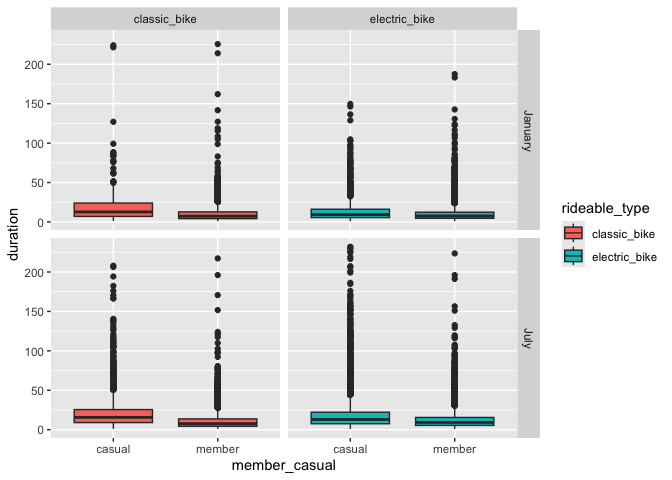 classic_bike electric_bike
200
150
100
50
0
January
200
150
100
50
0
July
duration
casual member casual member
member_casual
rideable_type
classic_bike
electric_bike